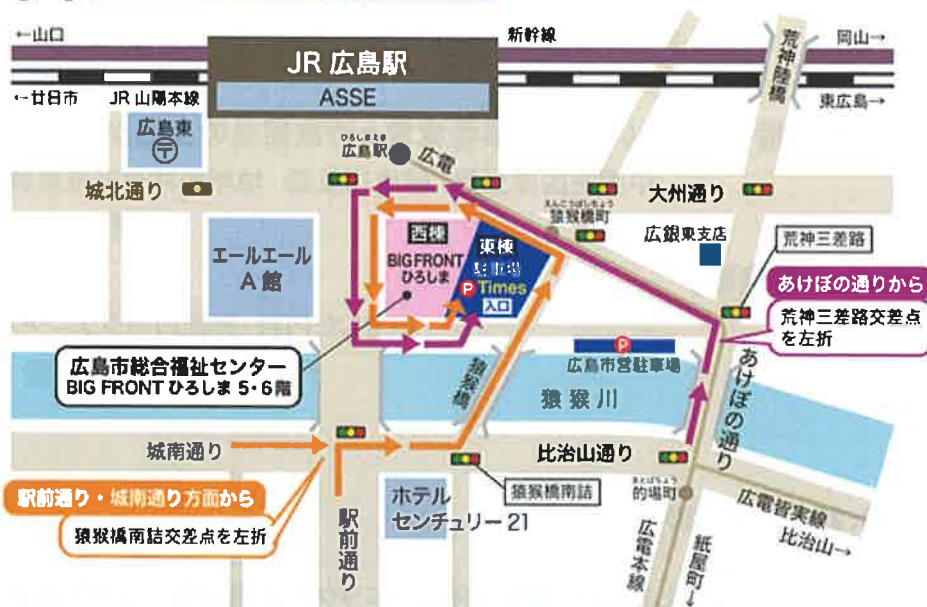 ←山口
新幹線
岡山→
JR 広島駅
ASSE
荒神陸橋
←廿日市
JR 山陽本線
東広島→
広島東
〒
ひろしまえき
広島駅
広電
城北通り
大州通り
えんこうばしちょう
猿猴橋町
広銀東支店
荒神三差路
エールエール
A 館
西棟
BIG FRONT
ひろしま
東棟
駐車場
P Times
入口
あけぼの通りから
荒神三差路交差点
を左折
広島市総合福祉センター
BIG FRONT ひろしま 5・6階
P
広島市営駐車場
猿猴橋
猿猴川
あけぼの通り
城南通り
比治山通り
駅前通り・城南通り方面から
猿猴橋南詰交差点を左折
猿猴橋南詰
ホテル
センチュリー 21
まとばちょう
的場町
駅前通り
広電本線
紙屋町↓
広電皆実線
比治山→